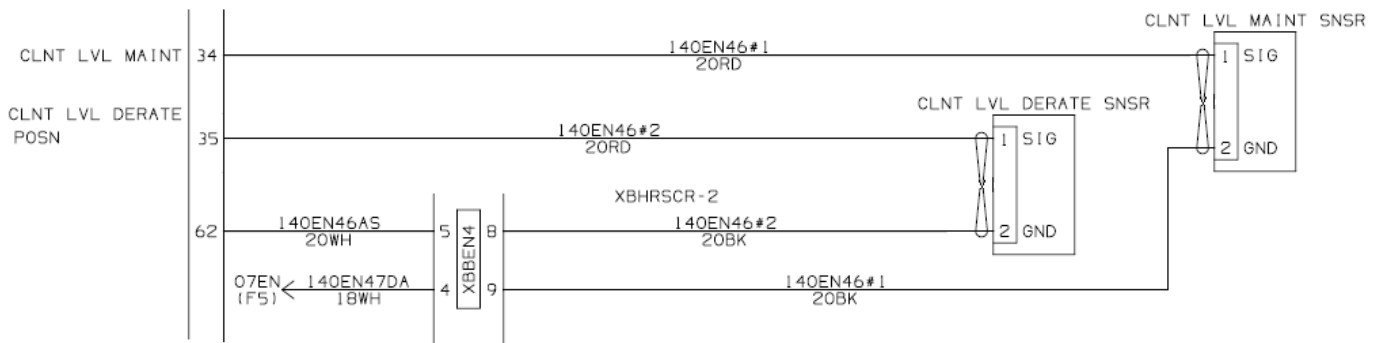 CLNT LVL MAINT SNSR
CLNT LVL MAINT 34
140EN46#1
20RD
1 SIG
CLNT LVL DERATE
POSN
35
CLNT LVL DERATE SNSR
140EN46#2
20RD
1 SIG
2 GND
XBHRSCR-2
62
140EN46AS
20WH
5
XBBEN4
8
140EN46#2
20BK
2 GND
07EN
(F5)
140EN47DA
18WH
4
9
140EN46#1
20BK